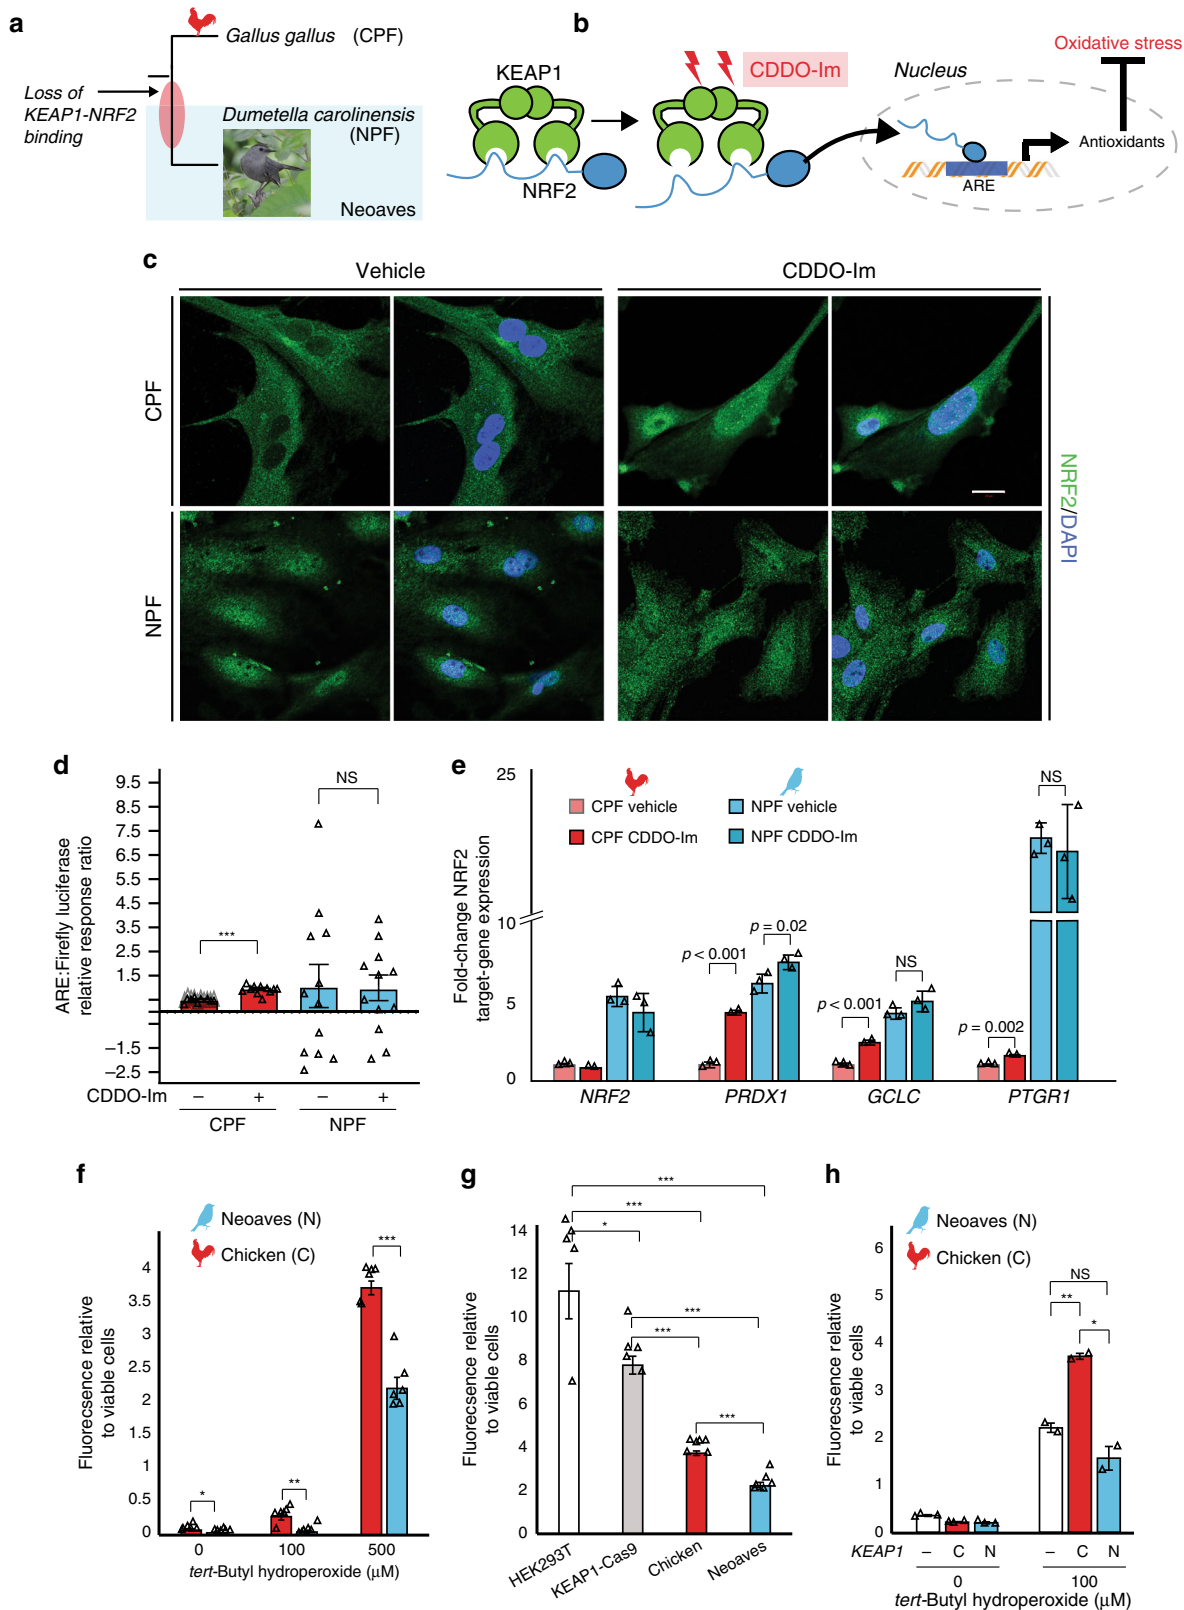 a
Gallus gallus (CPF)
Loss of
KEAP1-NRF2
binding
Dumetella carolinensis
(NPF)
Neoaves
b
KEAP1
NRF2
CDDO-Im
Nucleus
Oxidative stress
Antioxidants
ARE
c
Vehicle
CDDO-Im
CPF
NPF
NRF2/DAPI
d
ARE:Firefly luciferase
relative response ratio
9.5
8.5
7.5
6.5
5.5
4.5
3.5
2.5
1.5
–1.5
–2.5
***
NS
CDDO-Im
– + – +
CPF NPF
e
Fold-change NRF2
target-gene expression
25
10
5
0
CPF vehicle
CPF CDDO-Im
NPF vehicle
NPF CDDO-Im
p < 0.001
p = 0.02
p < 0.001
NS
p = 0.002
NS
NRF2 PRDX1 GCLC PTGR1
f
Neoaves (N)
Chicken (C)
Fluorecsence relative
to viable cells
4
3.5
3
2.5
2
1.5
1
0.5
0
*
**
***
0 100 500
tert-Butyl hydroperoxide (μM)
g
Fluorecsence relative
to viable cells
14
12
10
8
6
4
2
0
***
***
*
***
***
***
HEK293T
KEAP1-Cas9
Chicken
Neoaves
h
Neoaves (N)
Chicken (C)
Fluorecsence relative
to viable cells
6
5
4
3
2
1
0
NS
**
*
KEAP1 – C N – C N
0 100
tert-Butyl hydroperoxide (μM)